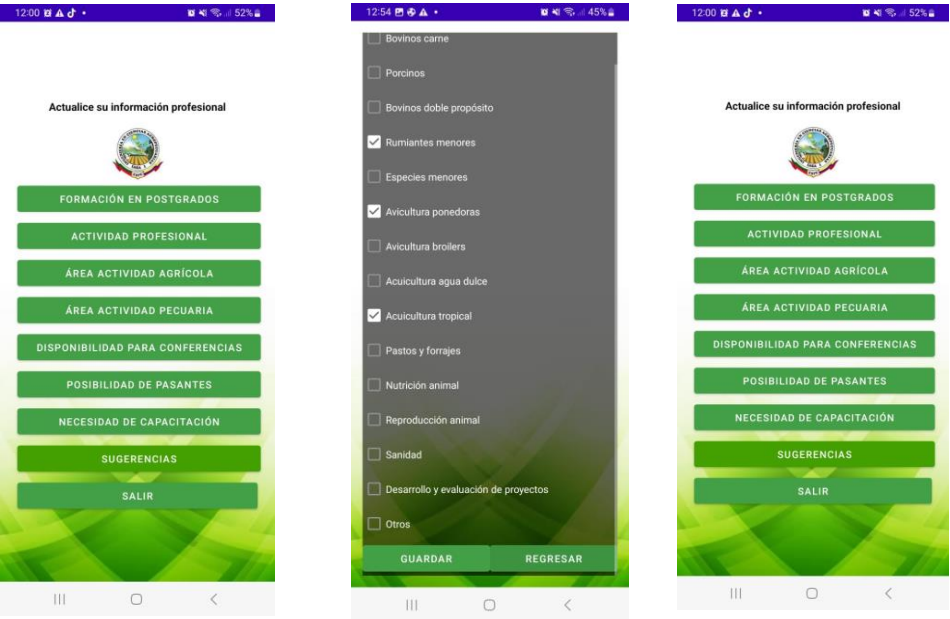 12:00
52%
Actualice su información profesional
FORMACIÓN EN POSTGRADOS
ACTIVIDAD PROFESIONAL
ÁREA ACTIVIDAD AGRÍCOLA
ÁREA ACTIVIDAD PECUARIA
DISPONIBILIDAD PARA CONFERENCIAS
POSIBILIDAD DE PASANTES
NECESIDAD DE CAPACITACIÓN
SUGERENCIAS
SALIR
12:54
45%
Bovinos carne
Porcinos
Bovinos doble propósito
Rumiantes menores
Especies menores
Avicultura ponedoras
Avicultura broilers
Acuicultura agua dulce
Acuicultura tropical
Pastos y forrajes
Nutrición animal
Reproducción animal
Sanidad
Desarrollo y evaluación de proyectos
Otros
GUARDAR
REGRESAR
12:00
52%
Actualice su información profesional
FORMACIÓN EN POSTGRADOS
ACTIVIDAD PROFESIONAL
ÁREA ACTIVIDAD AGRÍCOLA
ÁREA ACTIVIDAD PECUARIA
DISPONIBILIDAD PARA CONFERENCIAS
POSIBILIDAD DE PASANTES
NECESIDAD DE CAPACITACIÓN
SUGERENCIAS
SALIR